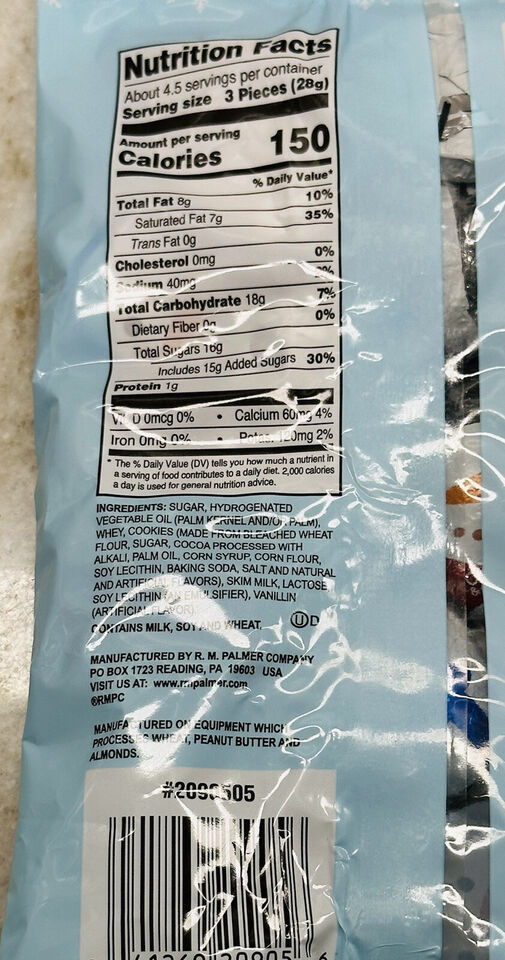 Nutrition Facts
About 4.5 servings per container
Serving size 3 Pieces (28g)
Amount per serving
Calories 150
% Daily Value*
Total Fat 8g 10%
Saturated Fat 7g 35%
Trans Fat 0g
Cholesterol 0mg 0%
Sodium 40mg
Total Carbohydrate 18g 7%
Dietary Fiber 0g 0%
Total Sugars 16g
Includes 15g Added Sugars 30%
Protein 1g
Vit D 0mcg 0% • Calcium 60mg 4%
Iron 0mg 0% Potas. 120mg 2%
* The % Daily Value (DV) tells you how much a nutrient in
a serving of food contributes to a daily diet. 2,000 calories
a day is used for general nutrition advice.
INGREDIENTS: SUGAR, HYDROGENATED
VEGETABLE OIL (PALM KERNEL AND/OR PALM),
WHEY, COOKIES (MADE FROM BLEACHED WHEAT
FLOUR, SUGAR, COCOA PROCESSED WITH
ALKALI, PALM OIL, CORN SYRUP, CORN FLOUR,
SOY LECITHIN, BAKING SODA, SALT AND NATURAL
AND ARTIFICIAL FLAVORS), SKIM MILK, LACTOSE,
SOY LECITHIN (AN EMULSIFIER), VANILLIN
(ARTIFICIAL FLAVOR).
CONTAINS MILK, SOY AND WHEAT. Ⓤ D
MANUFACTURED BY R. M. PALMER COMPANY
PO BOX 1723 READING, PA 19603 USA
VISIT US AT: www.rmpalmer.com
®RMPC
MANUFACTURED ON EQUIPMENT WHICH
PROCESSES WHEAT, PEANUT BUTTER AND
ALMONDS.